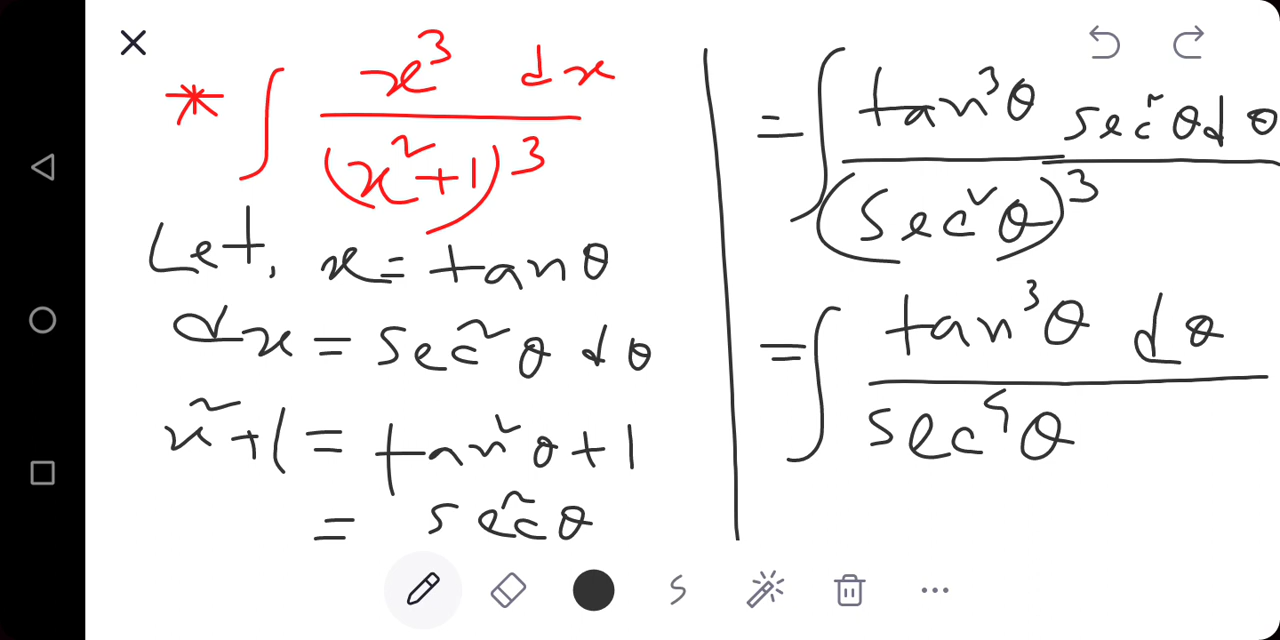 * ∫ x³ dx / (x²+1)³
Let, x = tanθ
dx = sec²θ dθ
x²+1 = tan²θ+1
= sec²θ
= ∫ tan³θ sec²θ dθ / (sec²θ)³
= ∫ tan³θ dθ / sec⁴θ